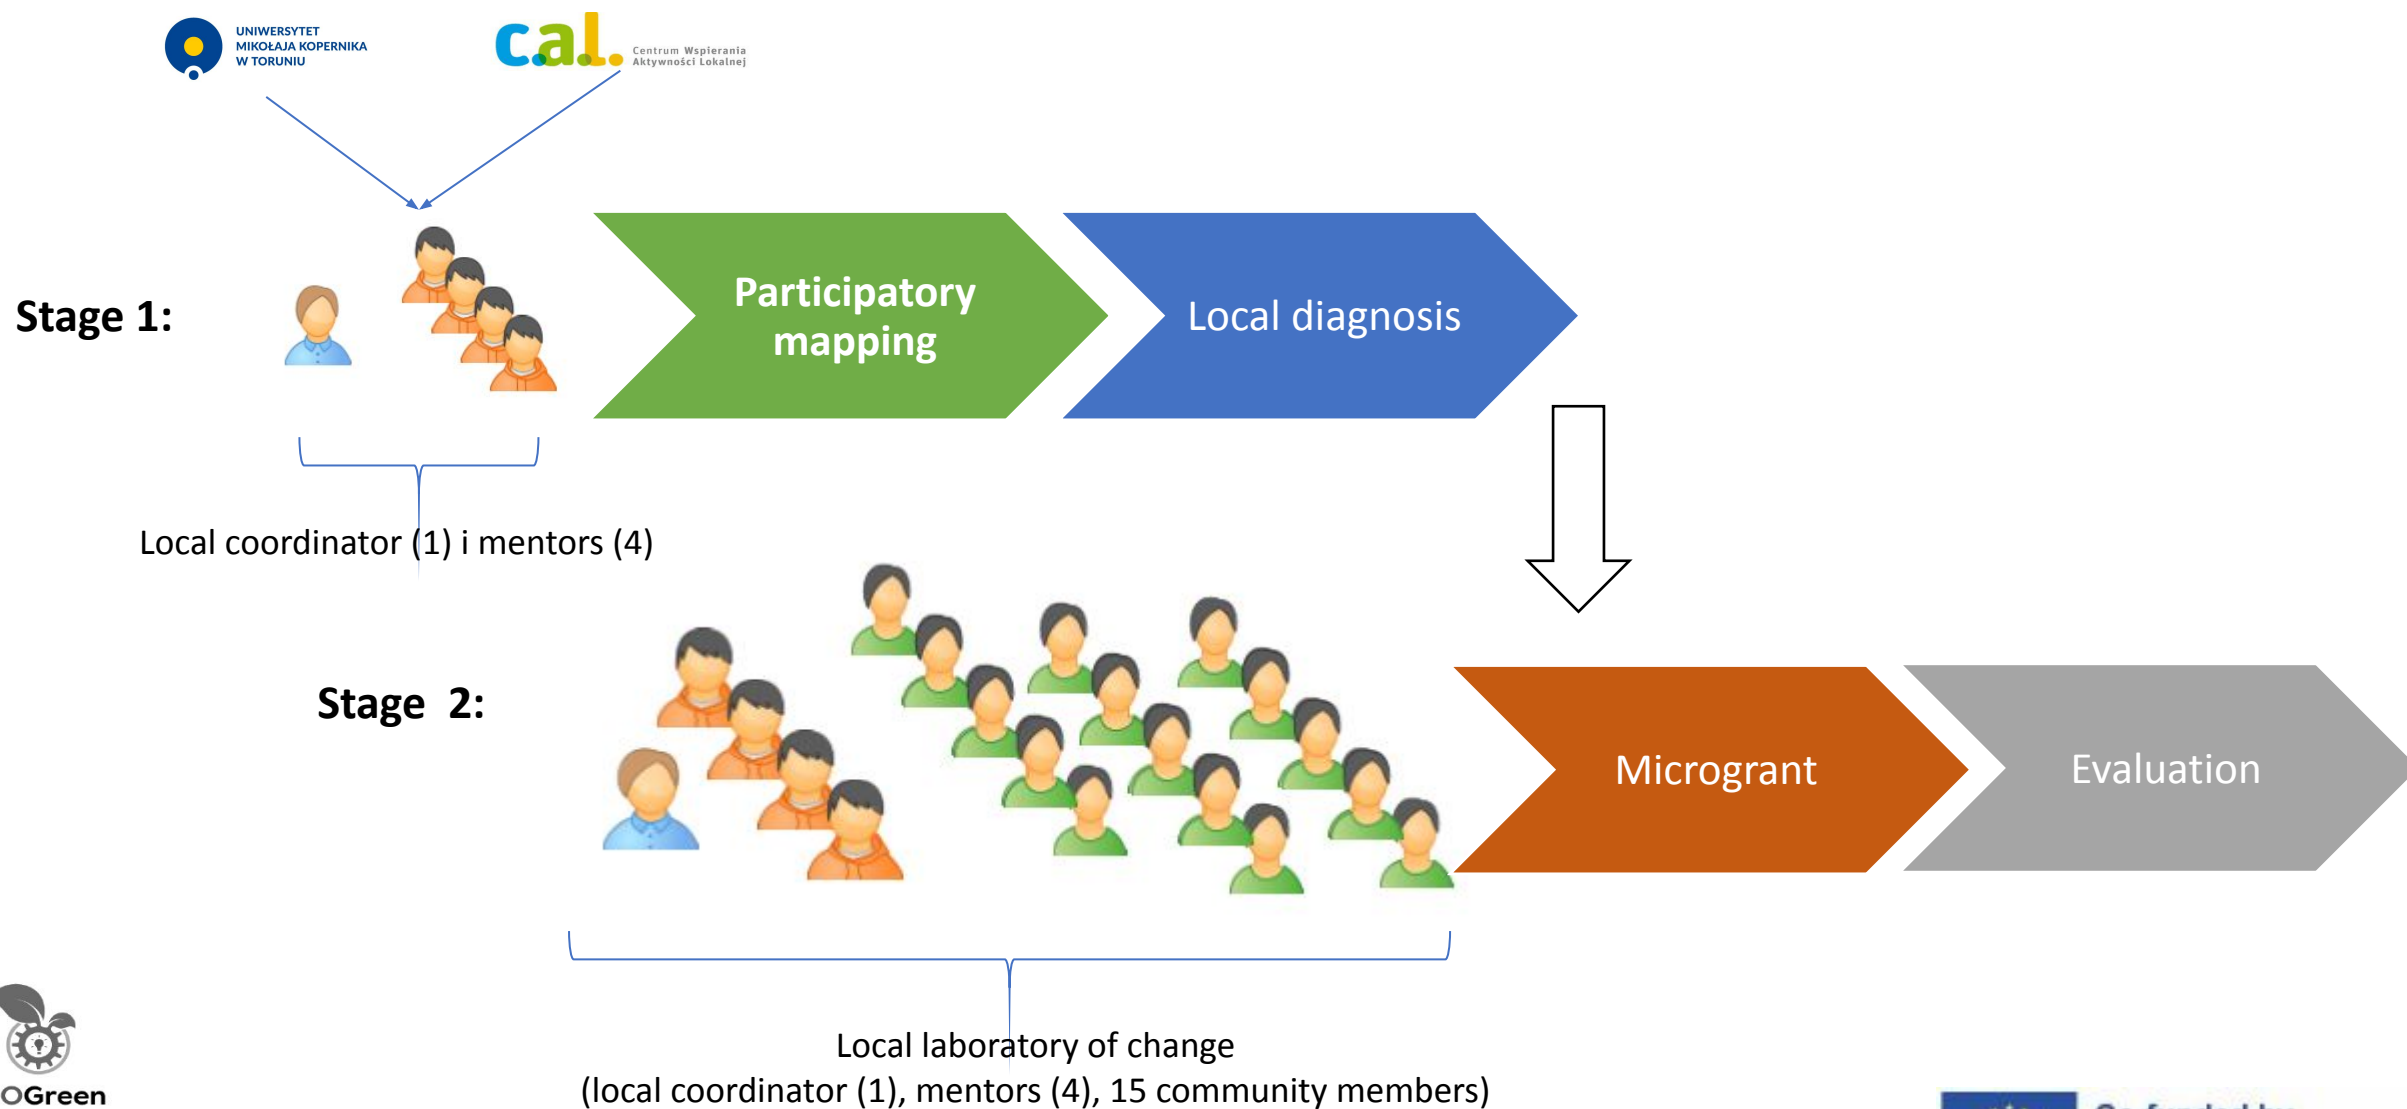 UNIWERSYTET
MIKOŁAJA KOPERNIKA
W TORUNIU
c.a.l.
Centrum Wspierania
Aktywności Lokalnej
Stage 1:
Participatory
mapping
Local diagnosis
Local coordinator (1) i mentors (4)
Stage 2:
Microgrant
Evaluation
Local laboratory of change
(local coordinator (1), mentors (4), 15 community members)
OGreen